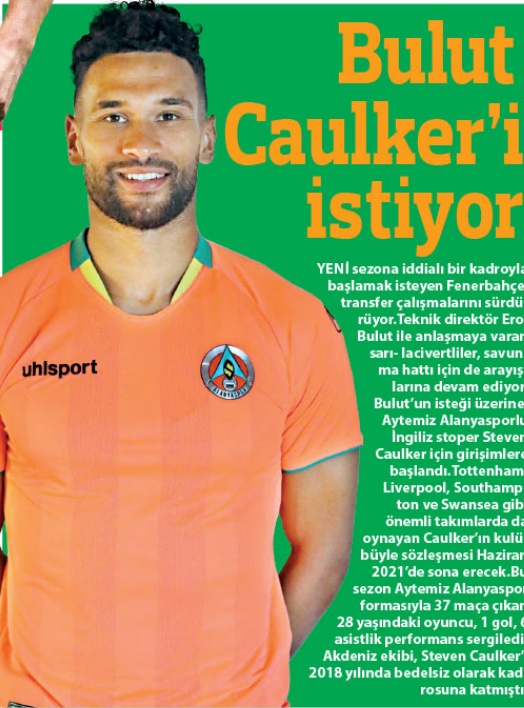 Bulut
Caulker'i
istiyor
YENİ sezona iddialı bir kadroyla
başlamak isteyen Fenerbahçe
transfer çalışmalarını sürdü
rüyor.Teknik direktör Ero
Bulut ile anlaşmaya varan
sarı- lacivertliler, savun
ma hattı için de arayış
larına devam ediyor
Bulut'un isteği üzerine
Aytemiz Alanyasporlu
İngiliz stoper Steven
Caulker için girişimlere
başlandı.Tottenham
Liverpool, Southamp
ton ve Swansea gib
önemli takımlarda da
oynayan Caulker'ın kulü
büyle sözleşmesi Haziran
2021'de sona erecek.Bu
sezon Aytemiz Alanyaspor
formasıyla 37 maça çıkan
28 yaşındaki oyuncu, 1 gol, 6
asistlik performans sergiledi
Akdeniz ekibi, Steven Caulker'ı
2018 yılında bedelsiz olarak kad
rosuna katmıştı
uhlsport
ALANYASPOR